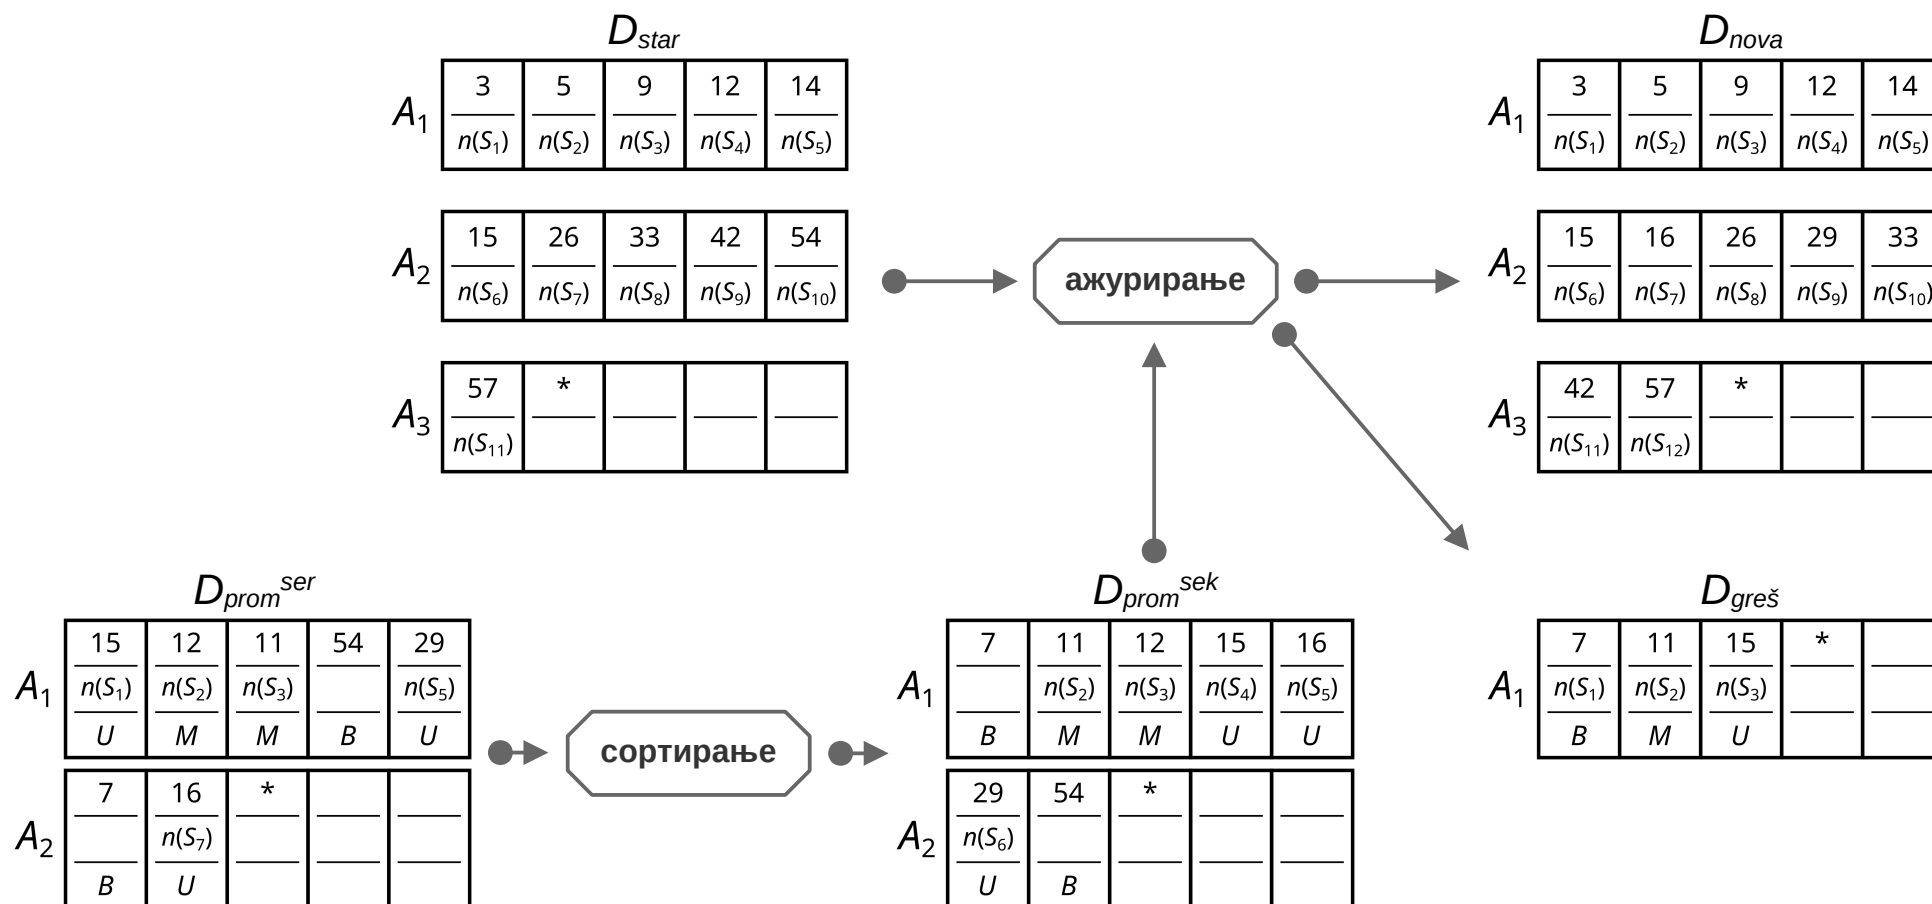 D_star
A₁ 3 5 9 12 14
n(S₁) n(S₂) n(S₃) n(S₄) n(S₅)
A₂ 15 26 33 42 54
n(S₆) n(S₇) n(S₈) n(S₉) n(S₁₀)
A₃ 57 *
n(S₁₁)
ажурирање
D_nova
A₁ 3 5 9 12 14
n(S₁) n(S₂) n(S₃) n(S₄) n(S₅)
A₂ 15 16 26 29 33
n(S₆) n(S₇) n(S₈) n(S₉) n(S₁₀)
A₃ 42 57 *
n(S₁₁) n(S₁₂)
D_prom^ser
A₁ 15 12 11 54 29
n(S₁) n(S₂) n(S₃) n(S₅)
U M M B U
A₂ 7 16 *
n(S₇)
B U
сортирање
D_prom^sek
A₁ 7 11 12 15 16
n(S₂) n(S₃) n(S₄) n(S₅)
B M M U U
A₂ 29 54 *
n(S₆)
U B
D_greš
A₁ 7 11 15 *
n(S₁) n(S₂) n(S₃)
B M U